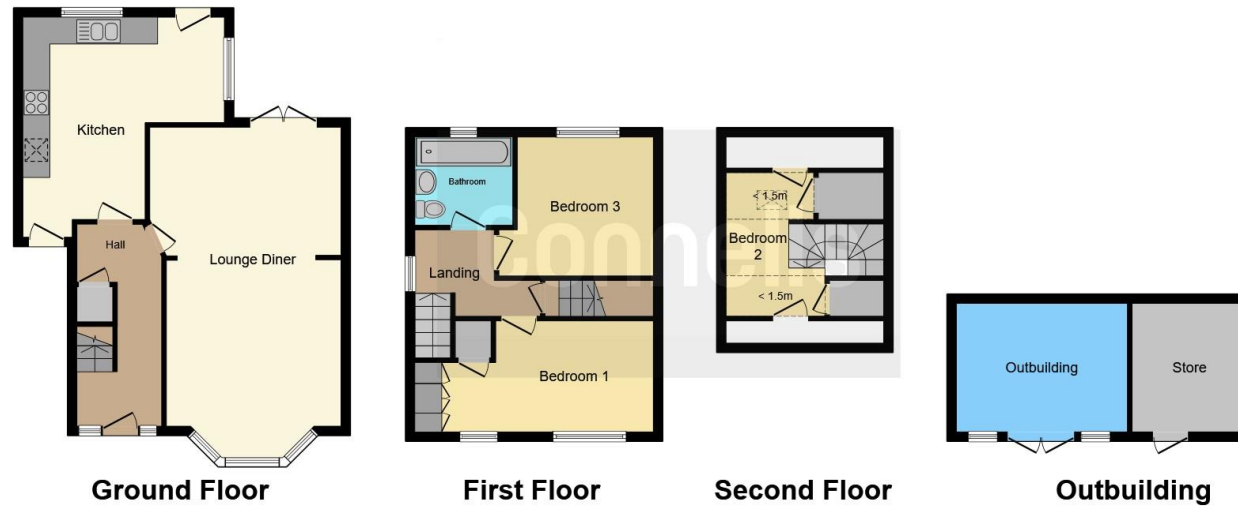 Kitchen
Hall
Lounge Diner
Ground Floor
Bathroom
Bedroom 3
Landing
Bedroom 1
First Floor
< 1.5m
Bedroom
2
< 1.5m
Second Floor
Outbuilding
Store
Outbuilding
Connells